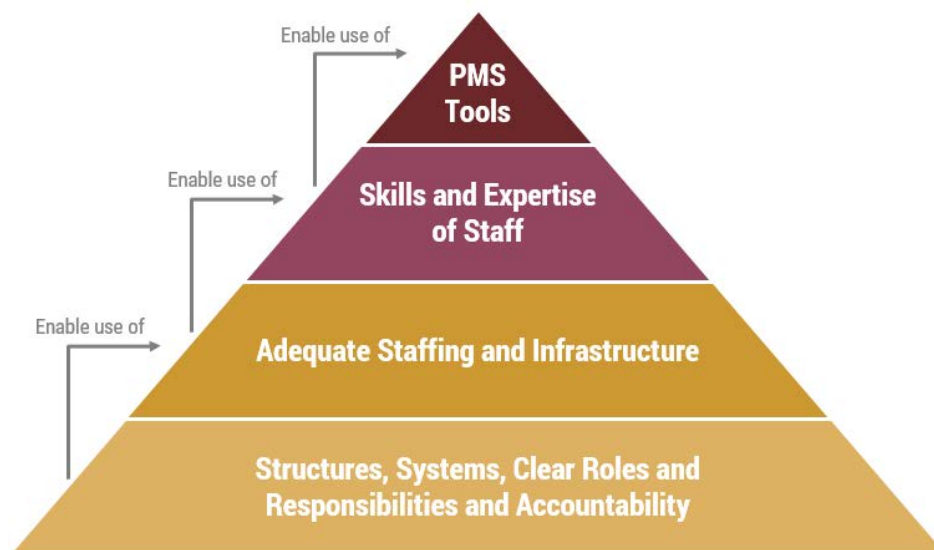 Enable use of
PMS
Tools
Enable use of
Skills and Expertise
of Staff
Enable use of
Adequate Staffing and Infrastructure
Structures, Systems, Clear Roles and
Responsibilities and Accountability